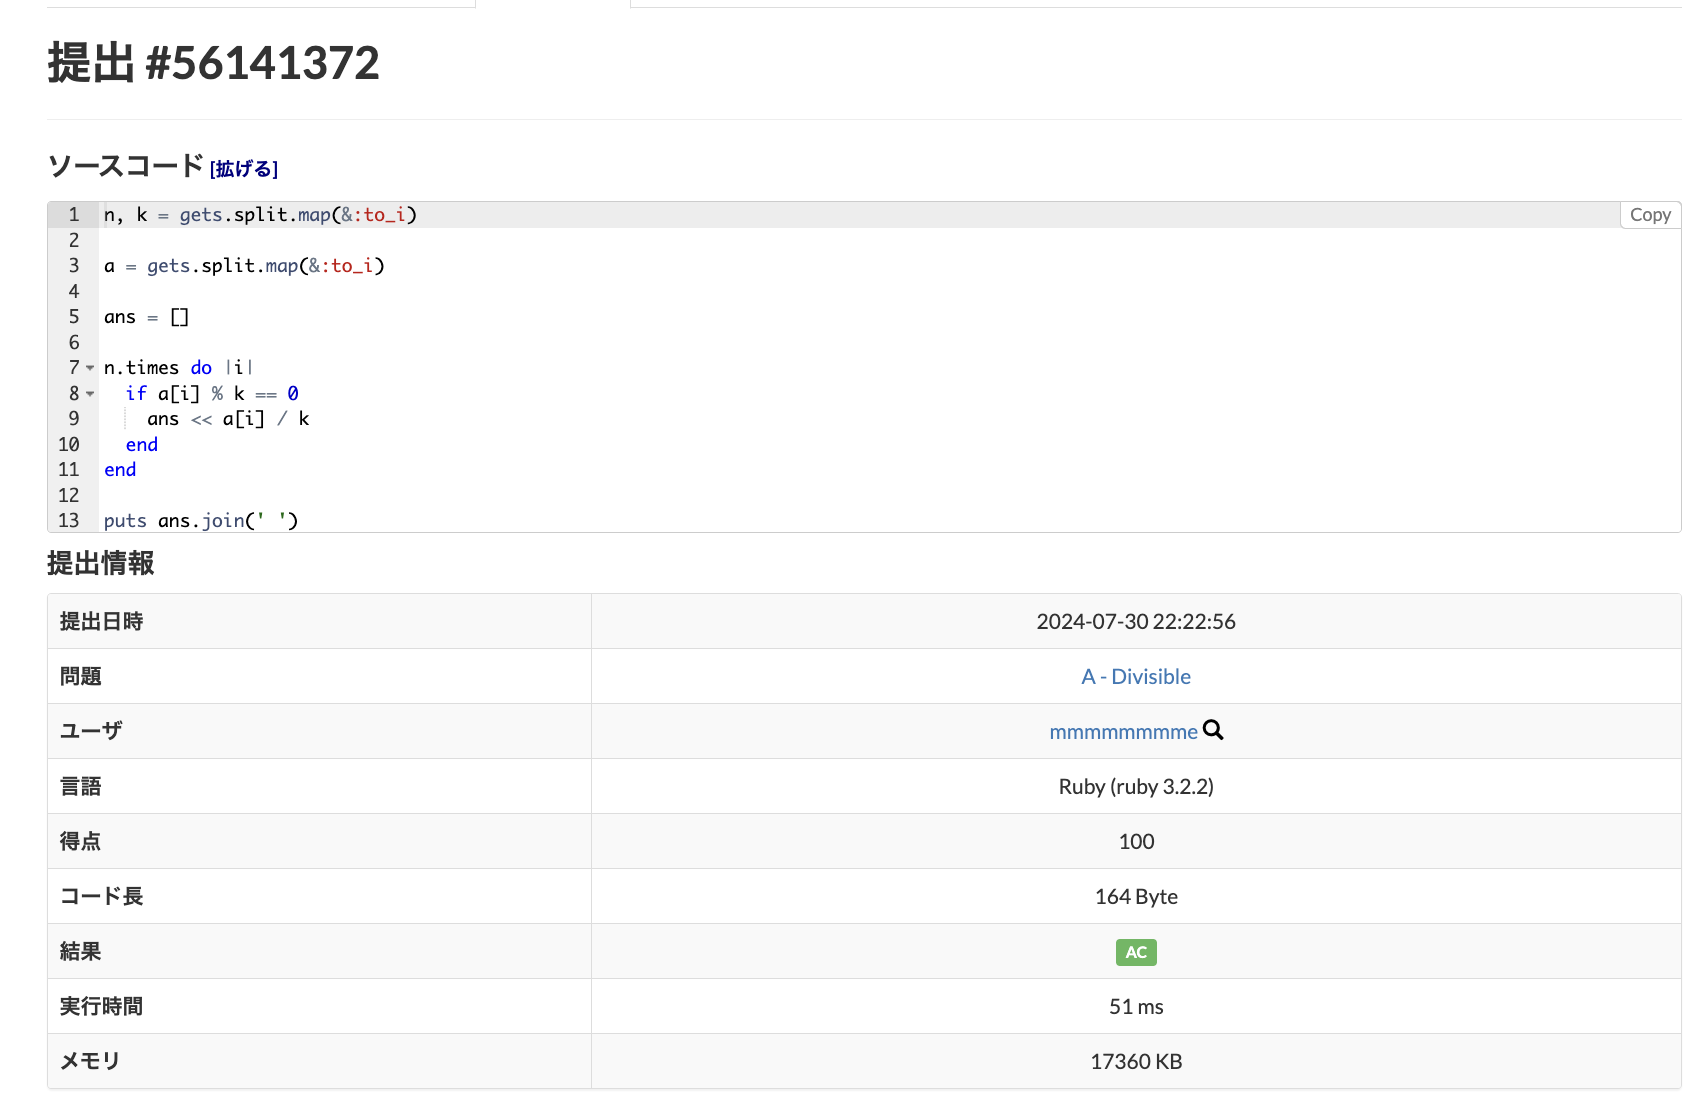 提出 #56141372
ソースコード [拡げる]
Copy
1 n, k = gets.split.map(&:to_i)
2
3 a = gets.split.map(&:to_i)
4
5 ans = []
6
7 n.times do |i|
8   if a[i] % k == 0
9     ans << a[i] / k
10   end
11 end
12
13 puts ans.join(' ')
提出情報
提出日時 2024-07-30 22:22:56
問題 A - Divisible
ユーザ mmmmmmmme
言語 Ruby (ruby 3.2.2)
得点 100
コード長 164 Byte
結果 AC
実行時間 51 ms
メモリ 17360 KB